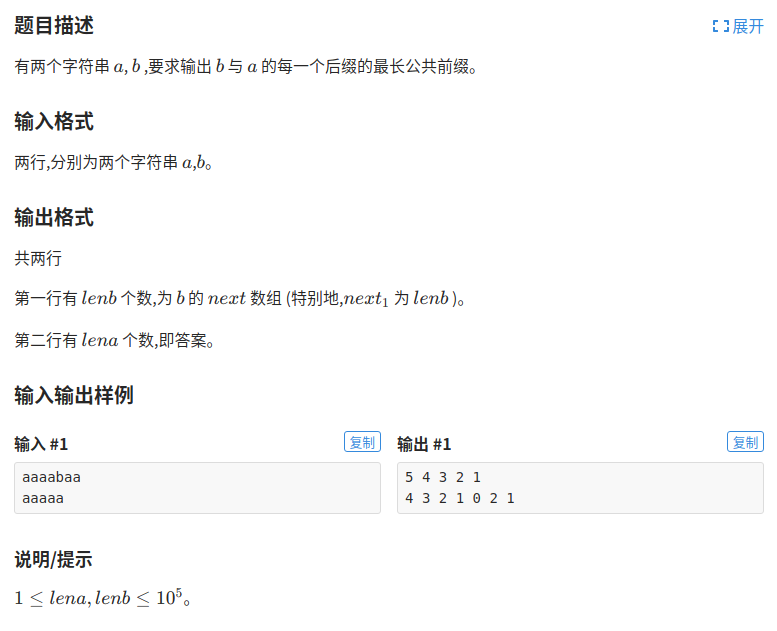 题目描述
展开
有两个字符串 a, b ,要求输出 b 与 a 的每一个后缀的最长公共前缀。
输入格式
两行,分别为两个字符串 a,b。
输出格式
共两行
第一行有 lenb 个数,为 b 的 next 数组 (特别地,next₁ 为 lenb )。
第二行有 lena 个数,即答案。
输入输出样例
输入 #1
复制
aaaabaa
aaaaa
输出 #1
复制
5 4 3 2 1
4 3 2 1 0 2 1
说明/提示
1 ≤ lena, lenb ≤ 10⁵。